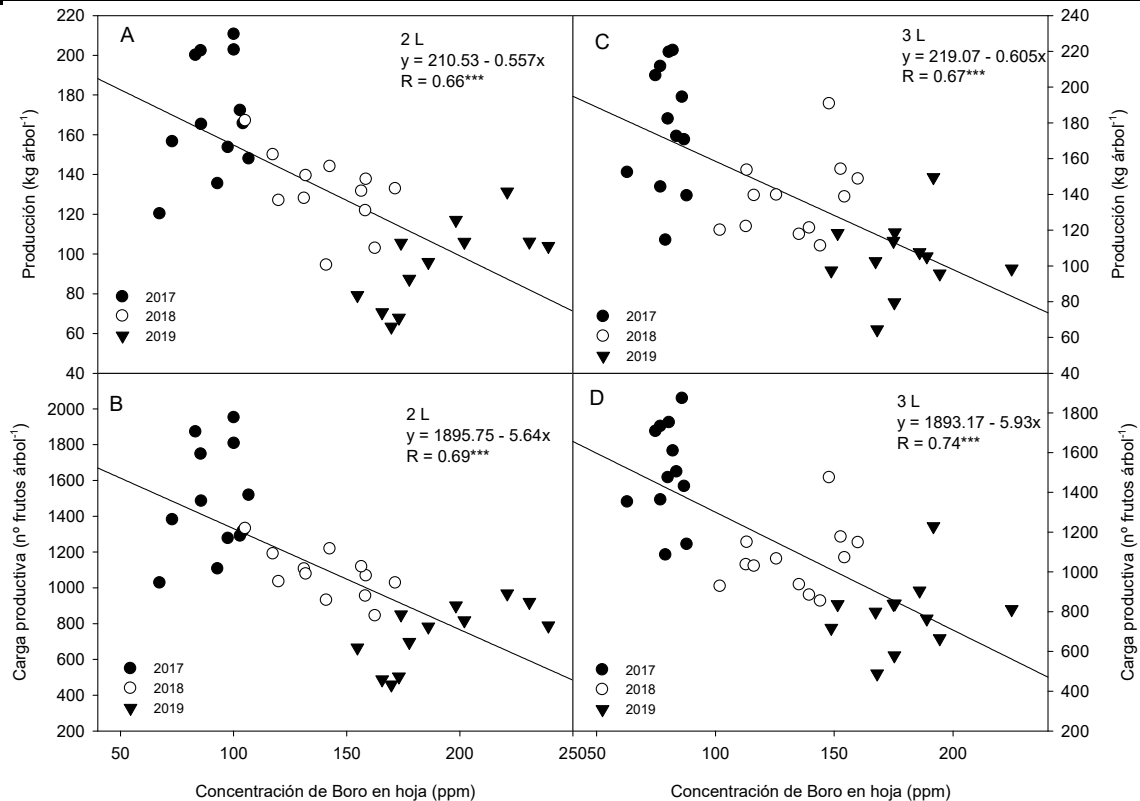 A
2 L
y = 210.53 - 0.557x
R = 0.66***
Producción (kg árbol-1)
220
200
180
160
140
120
100
80
60
40
2017
2018
2019
C
3 L
y = 219.07 - 0.605x
R = 0.67***
240
220
200
180
160
140
120
100
80
60
40
Producción (kg árbol-1)
2017
2018
2019
B
2 L
y = 1895.75 - 5.64x
R = 0.69***
Carga productiva (nº frutos árbol-1)
2000
1800
1600
1400
1200
1000
800
600
400
200
2017
2018
2019
50 100 150 200 250
Concentración de Boro en hoja (ppm)
D
3 L
y = 1893.17 - 5.93x
R = 0.74***
1800
1600
1400
1200
1000
800
600
400
200
Carga productiva (nº frutos árbol-1)
2017
2018
2019
50 100 150 200
Concentración de Boro en hoja (ppm)